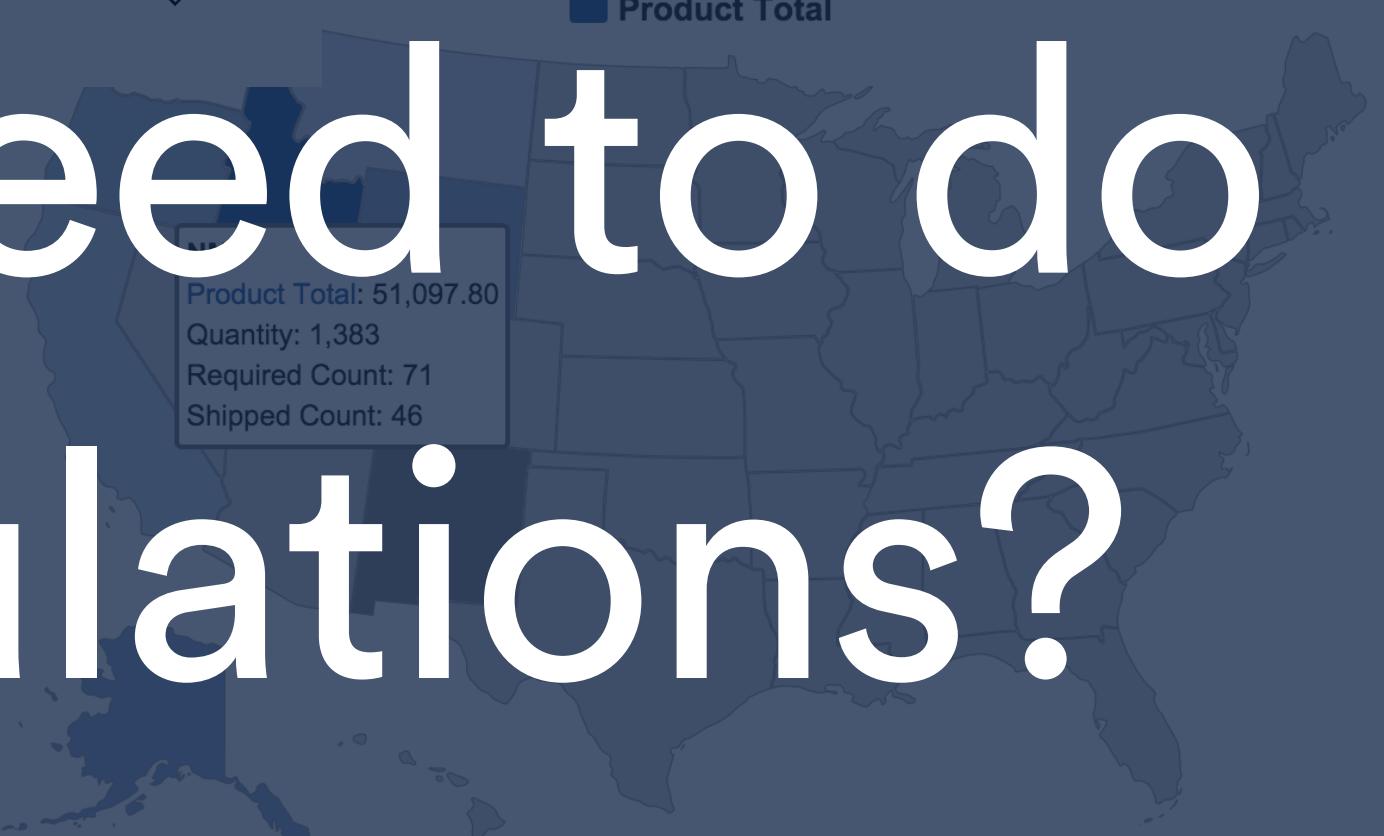 Product Total
eed to do
NM
Product Total: 51,097.80
Quantity: 1,383
Required Count: 71
Shipped Count: 46
ulations?